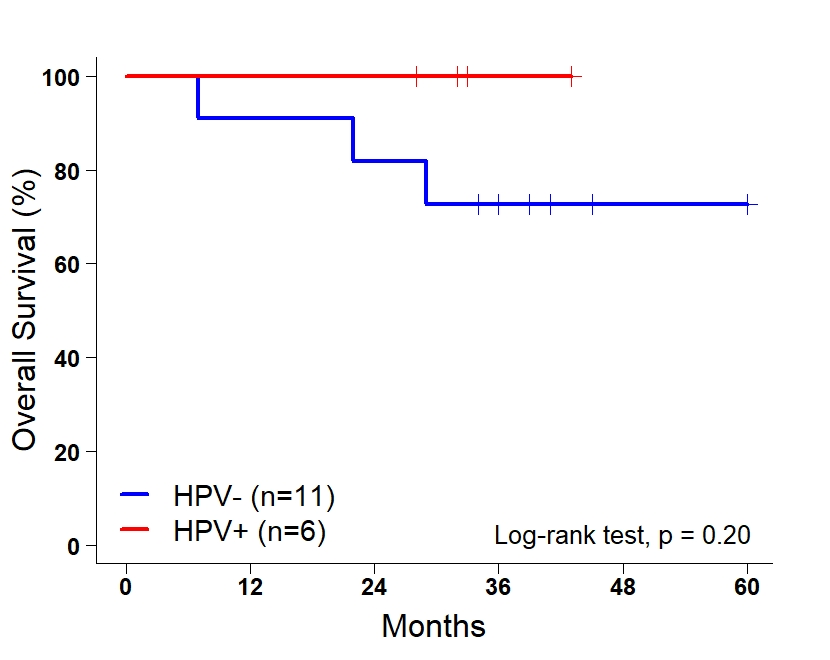 Overall Survival (%)
100
80
60
40
20
0
HPV- (n=11)
HPV+ (n=6)
Log-rank test, p = 0.20
0 12 24 36 48 60
Months